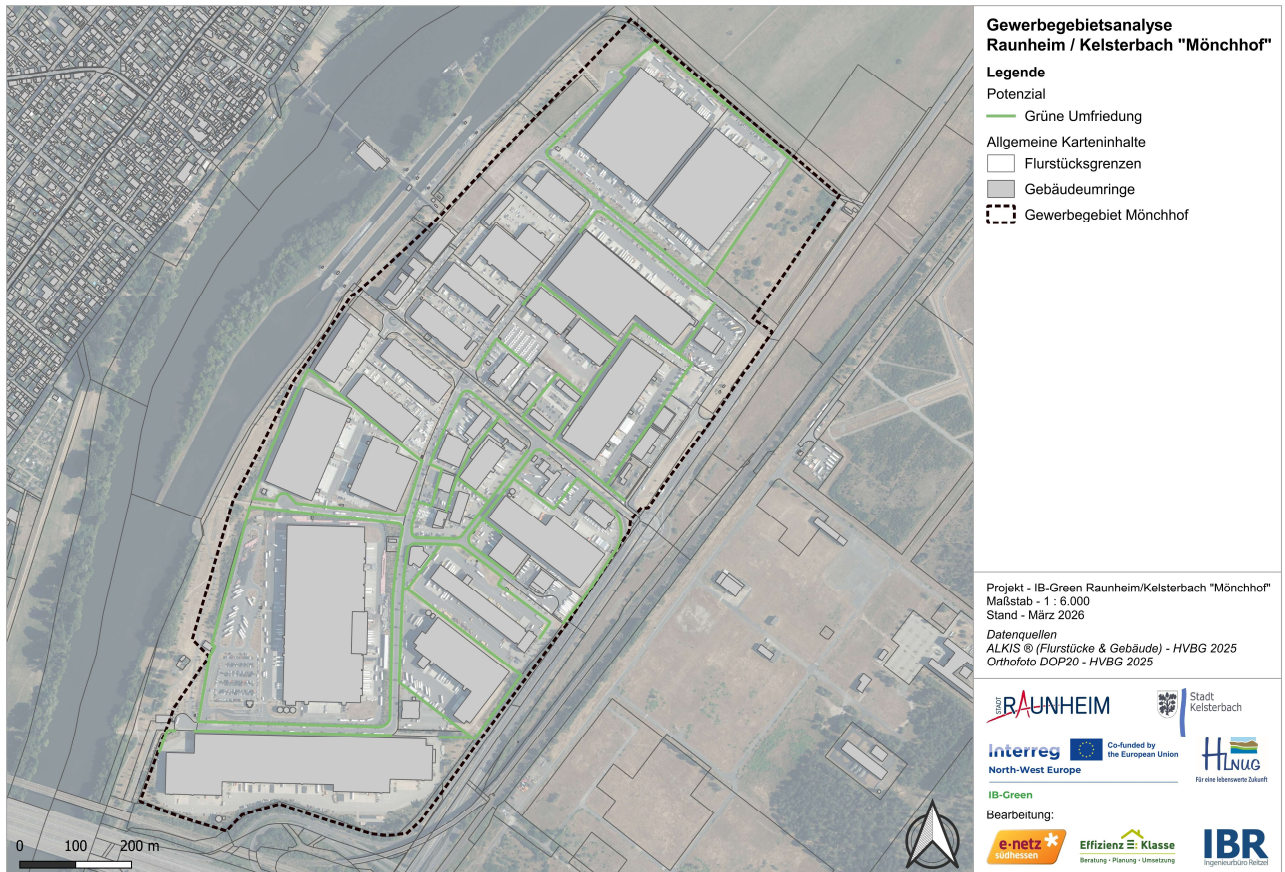 Gewerbegebietsanalyse
Raunheim / Kelsterbach "Mönchhof"
Legende
Potenzial
Grüne Umfriedung
Allgemeine Karteninhalte
Flurstücksgrenzen
Gebäudeumringe
Gewerbegebiet Mönchhof
Projekt - IB-Green Raunheim/Kelsterbach "Mönchhof"
Maßstab - 1 : 6.000
Stand - März 2026
Datenquellen
ALKIS ® (Flurstücke & Gebäude) - HVBG 2025
Orthofoto DOP20 - HVBG 2025
STADT RAUNHEIM
Stadt
Kelsterbach
Interreg
Co-funded by
the European Union
North-West Europe
HLNUG
Für eine lebenswerte Zukunft
IB-Green
Bearbeitung:
e-netz
südhessen
Effizienz Klasse
Beratung • Planung • Umsetzung
IBR
Ingenieurbüro Reitzel
0 100 200 m